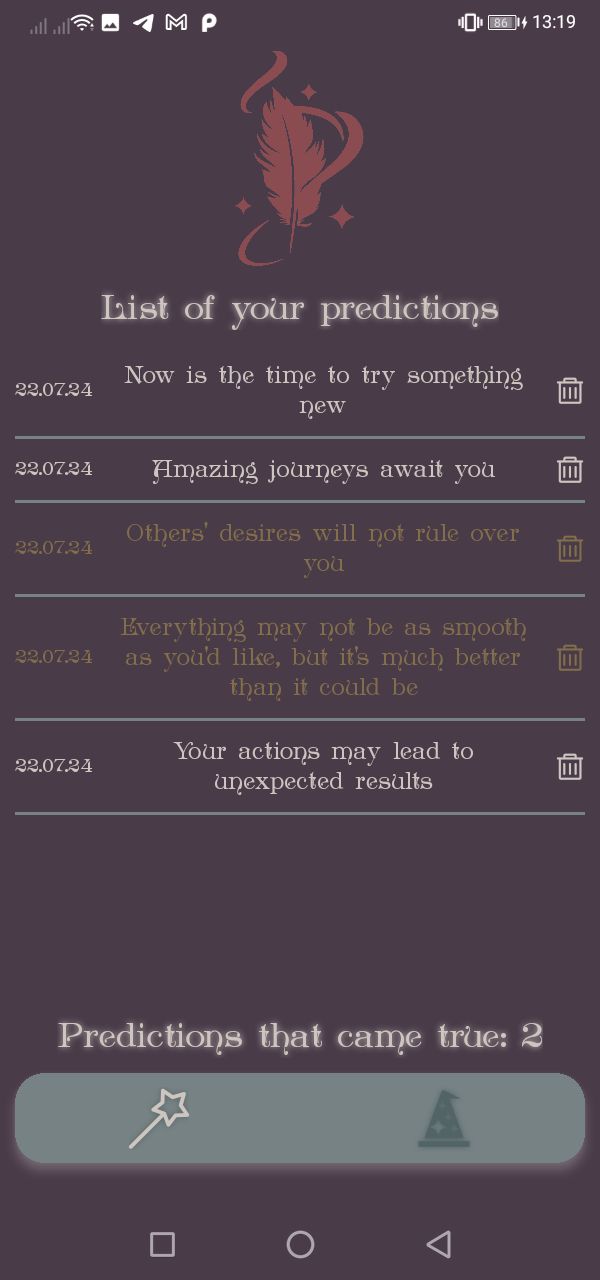 86 13:19
List of your predictions
22.07.24
Now is the time to try something
new
22.07.24
Amazing journeys await you
22.07.24
Others' desires will not rule over
you
22.07.24
Everything may not be as smooth
as you'd like, but it's much better
than it could be
22.07.24
Your actions may lead to
unexpected results
Predictions that came true: 2